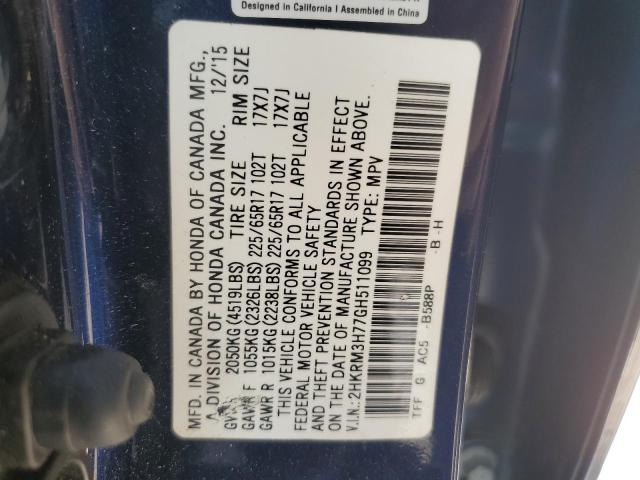 Designed in California | Assembled in China
MFD. IN CANADA BY HONDA OF CANADA MFG.,
A DIVISION OF HONDA CANADA INC. 12/'15
2050KG(4519LBS) TIRE SIZE RIM SIZE
GAWR F 1055KG(2326LBS) 225/65R17 102T 17X7J
GAWR R 1015KG(2238LBS) 225/65R17 102T 17X7J
THIS VEHICLE CONFORMS TO ALL APPLICABLE
FEDERAL MOTOR VEHICLE SAFETY
AND THEFT PREVENTION STANDARDS IN EFFECT
ON THE DATE OF MANUFACTURE SHOWN ABOVE.
V.I.N.: 2HKRM3H77GH511099 TYPE: MPV
TFF G AC5 -B588P -B-H